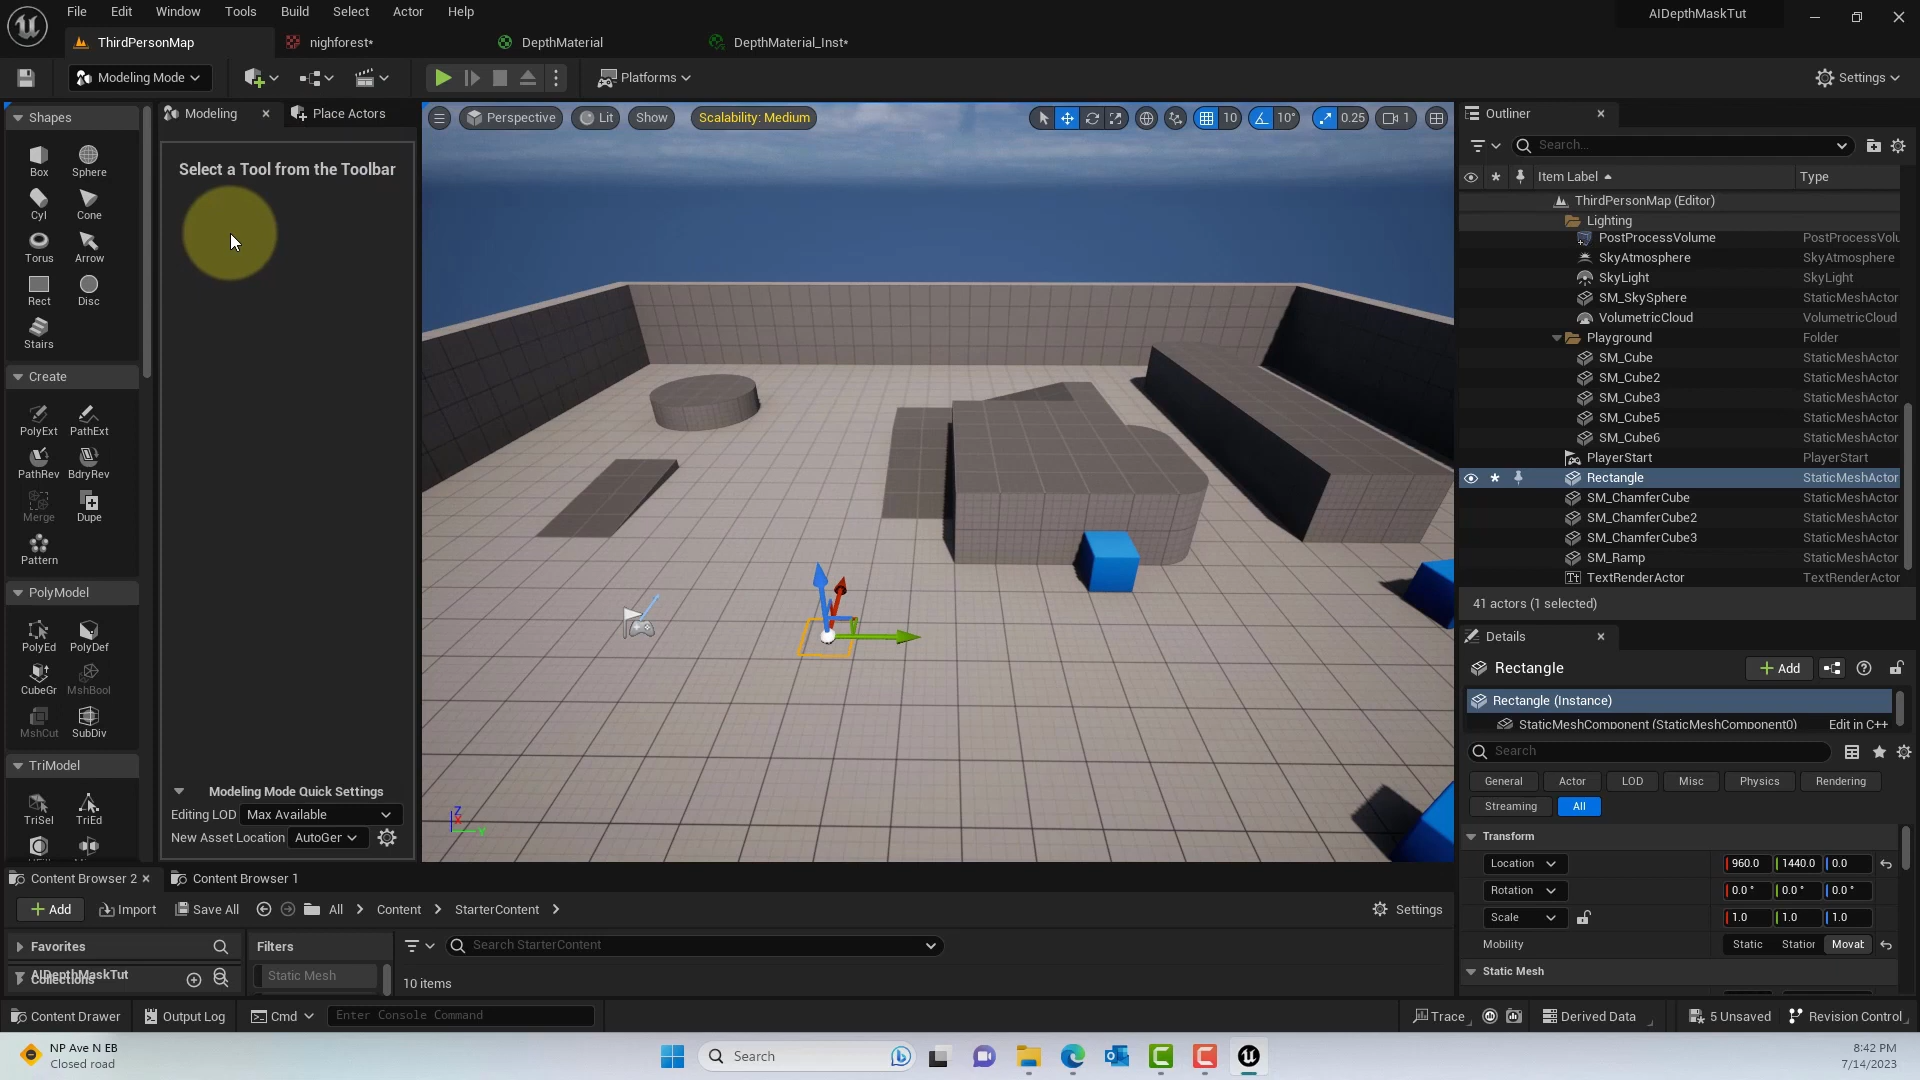 File Edit Window Tools Build Select Actor Help
AIDepthMaskTut
ThirdPersonMap
nighforest*
DepthMaterial
DepthMaterial_Inst*
Modeling Mode
Platforms
Settings
Shapes
Box Sphere
Cyl Cone
Torus Arrow
Rect Disc
Stairs
Create
PolyExt PathExt
PathRev BdryRev
Merge Dupe
Pattern
PolyModel
PolyEd PolyDef
CubeGr MshBool
MshCut SubDiv
TriModel
TriSel TriEd
Modeling
Place Actors
Select a Tool from the Toolbar
Modeling Mode Quick Settings
Editing LOD Max Available
New Asset Location AutoGer
Perspective Lit Show Scalability: Medium
10 10° 0.25 1
Z
X
Y
Outliner
Search...
Item Label Type
ThirdPersonMap (Editor)
Lighting
PostProcessVolume PostProcessVolu
SkyAtmosphere SkyAtmosphere
SkyLight SkyLight
SM_SkySphere StaticMeshActor
VolumetricCloud VolumetricCloud
Playground Folder
SM_Cube StaticMeshActor
SM_Cube2 StaticMeshActor
SM_Cube3 StaticMeshActor
SM_Cube5 StaticMeshActor
SM_Cube6 StaticMeshActor
PlayerStart PlayerStart
Rectangle StaticMeshActor
SM_ChamferCube StaticMeshActor
SM_ChamferCube2 StaticMeshActor
SM_ChamferCube3 StaticMeshActor
SM_Ramp StaticMeshActor
TextRenderActor TextRenderActor
41 actors (1 selected)
Details
Rectangle
Add
Rectangle (Instance)
StaticMeshComponent (StaticMeshComponent0) Edit in C++
Search
General Actor LOD Misc Physics Rendering
Streaming All
Transform
Location 960.0 1440.0 0.0
Rotation 0.0 ° 0.0 ° 0.0 °
Scale 1.0 1.0 1.0
Mobility Static Station Movab
Static Mesh
Content Browser 2
Content Browser 1
Add Import Save All All Content StarterContent
Settings
Favorites
AIDepthMaskTut
Collections
Filters
Static Mesh
Search StarterContent
10 items
Content Drawer Output Log Cmd Enter Console Command
Trace Derived Data 5 Unsaved Revision Control
NP Ave N EB
Closed road
Search
8:42 PM
7/14/2023